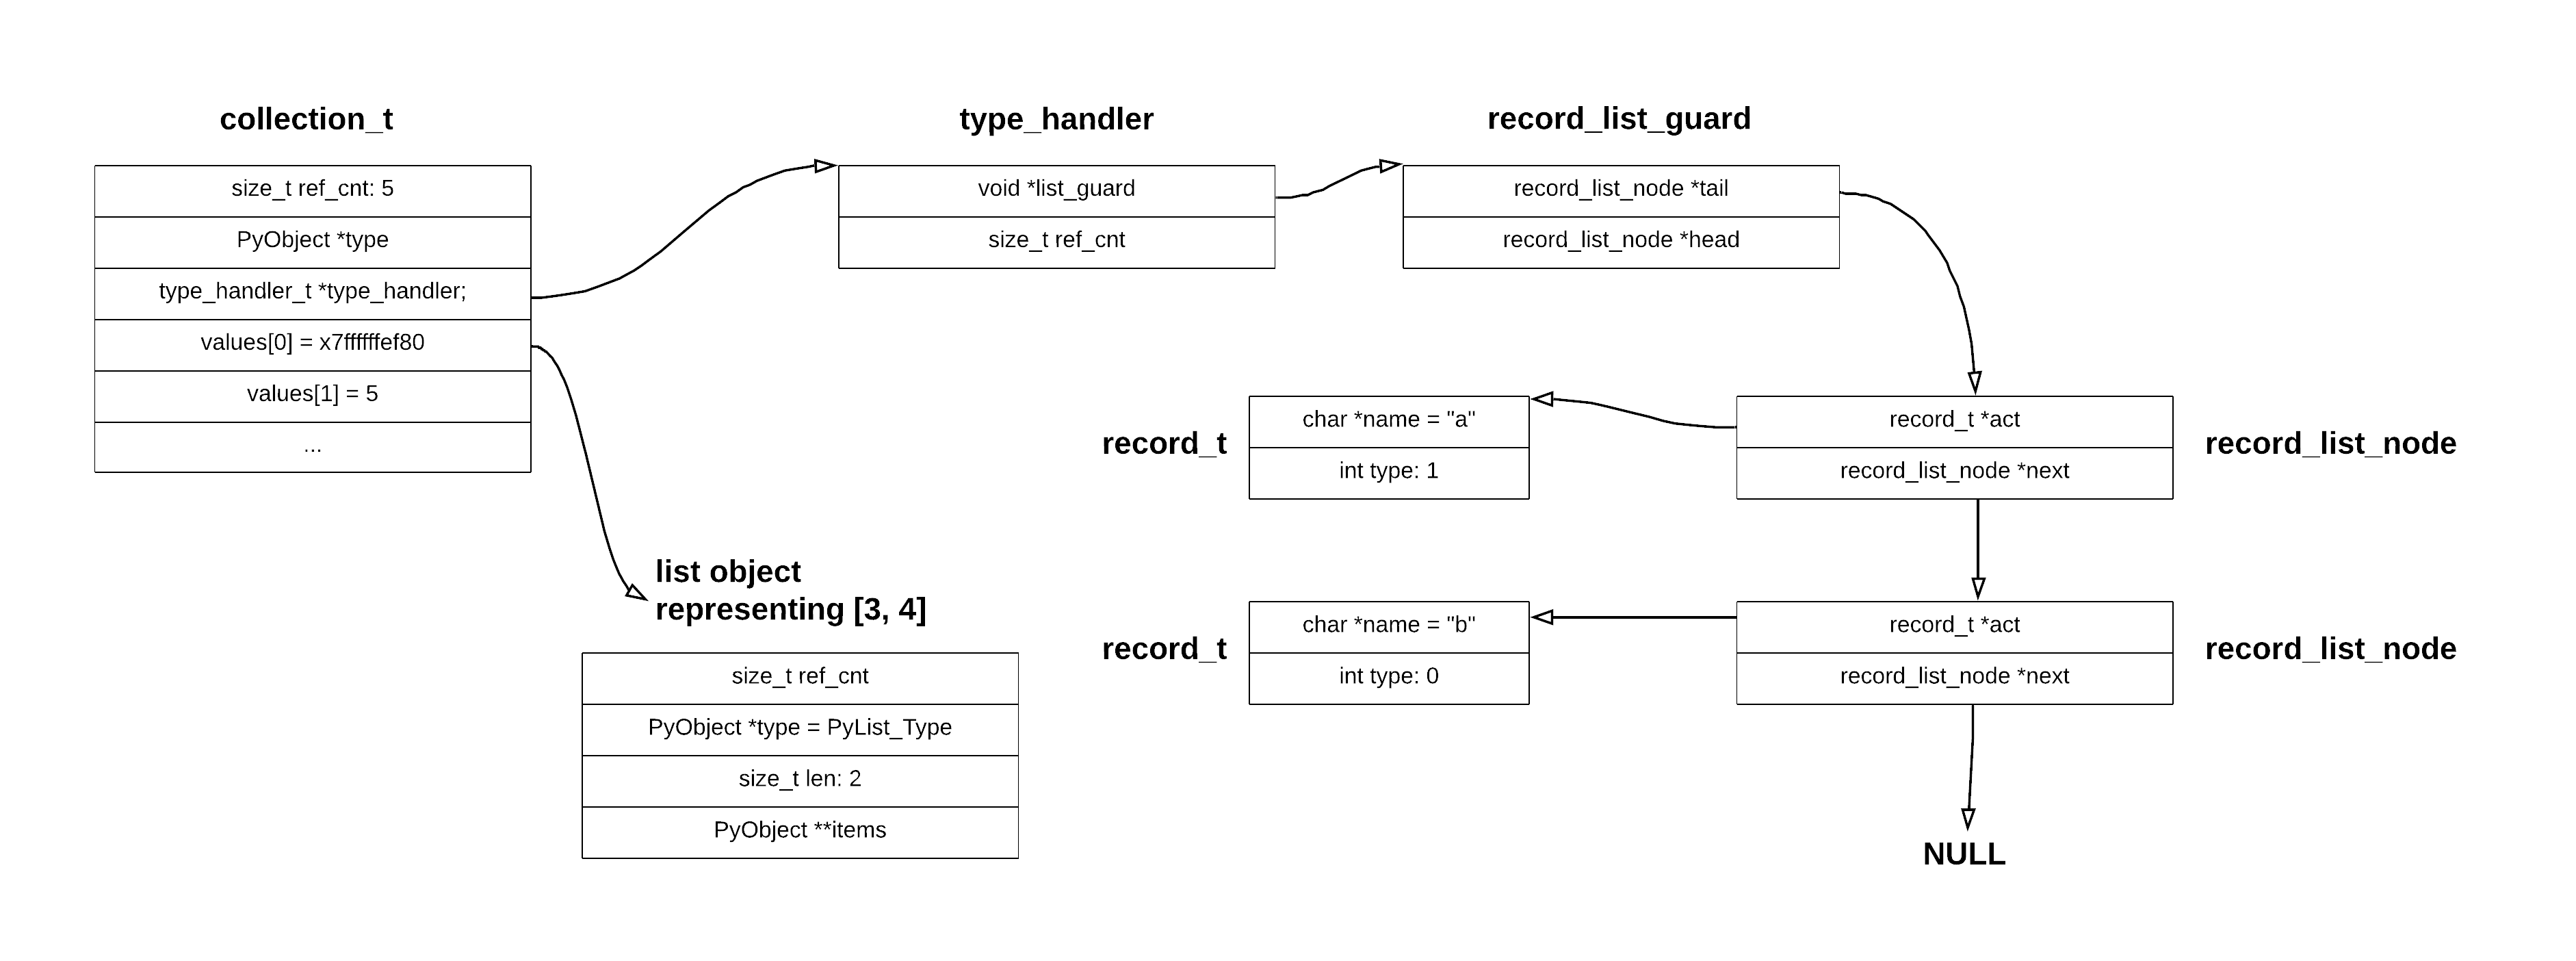 collection_t
size_t ref_cnt: 5
PyObject *type
type_handler_t *type_handler;
values[0] = x7ffffffef80
values[1] = 5
...
type_handler
void *list_guard
size_t ref_cnt
record_list_guard
record_list_node *tail
record_list_node *head
record_t
char *name = "a"
int type: 1
record_t *act
record_list_node *next
record_list_node
list object
representing [3, 4]
size_t ref_cnt
PyObject *type = PyList_Type
size_t len: 2
PyObject **items
record_t
char *name = "b"
int type: 0
record_t *act
record_list_node *next
record_list_node
NULL